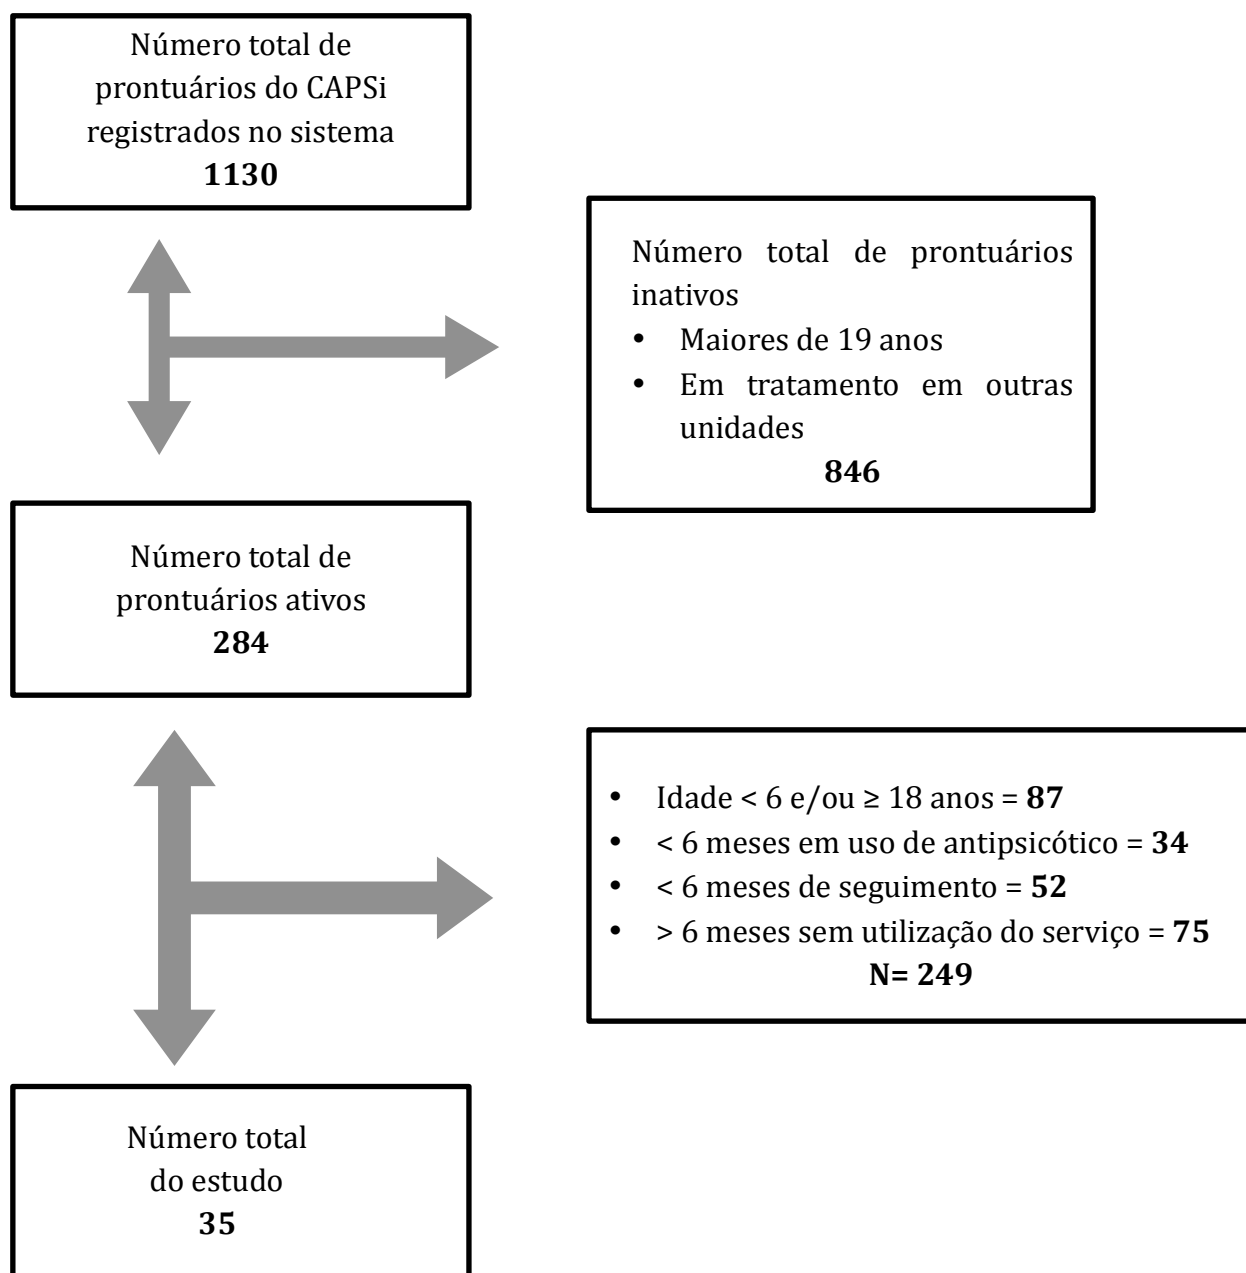 Número total de
prontuários do CAPSi
registrados no sistema
1130
Número total de prontuários
inativos
• Maiores de 19 anos
• Em tratamento em outras
unidades
846
Número total de
prontuários ativos
284
• Idade < 6 e/ou ≥ 18 anos = 87
• < 6 meses em uso de antipsicótico = 34
• < 6 meses de seguimento = 52
• > 6 meses sem utilização do serviço = 75
N= 249
Número total
do estudo
35